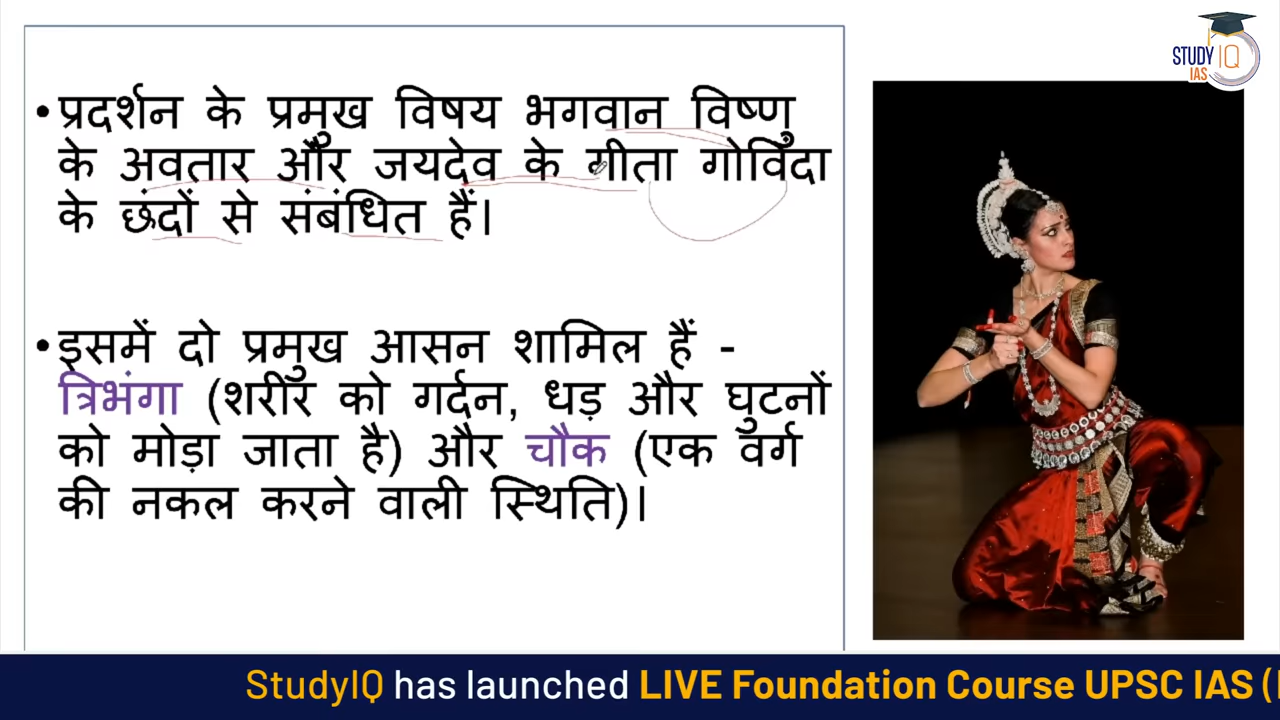 STUDY IQ
IAS
•प्रदर्शन के प्रमुख विषय भगवान विष्णु
के अवतार और जयदेव के गीता गोविंदा
के छंदों से संबंधित हैं।
•इसमें दो प्रमुख आसन शामिल हैं -
त्रिभंगा (शरीर को गर्दन, धड़ और घुटनों
को मोड़ा जाता है) और चौक (एक वर्ग
की नकल करने वाली स्थिति)।
StudyIQ has launched LIVE Foundation Course UPSC IAS (